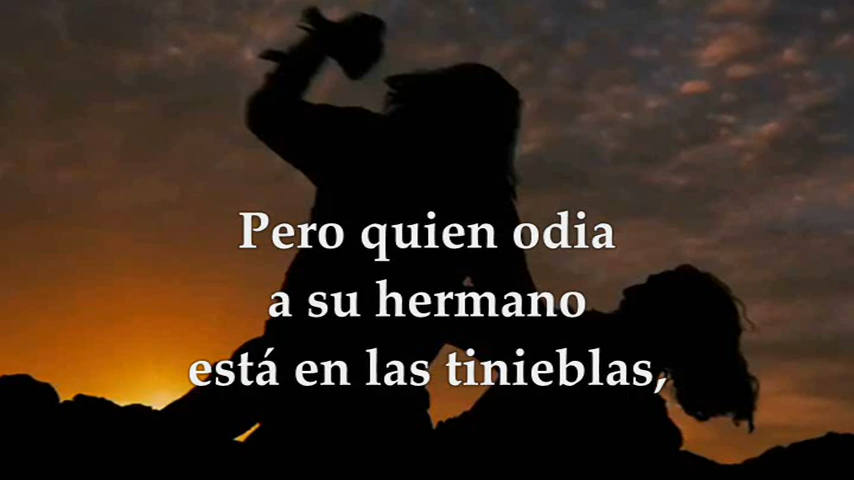 Pero quien odia
a su hermano
está en las tinieblas,